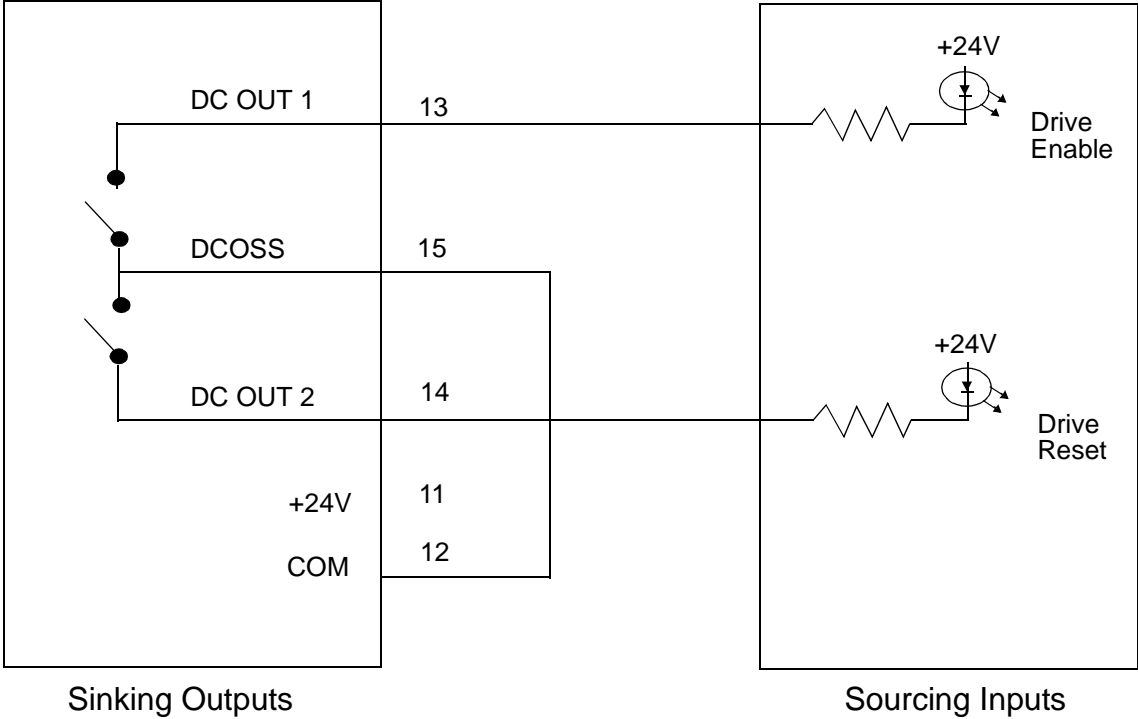 +24V
DC OUT 1
13
Drive
Enable
DCOSS
15
+24V
DC OUT 2
14
Drive
Reset
+24V
11
COM
12
Sinking Outputs
Sourcing Inputs